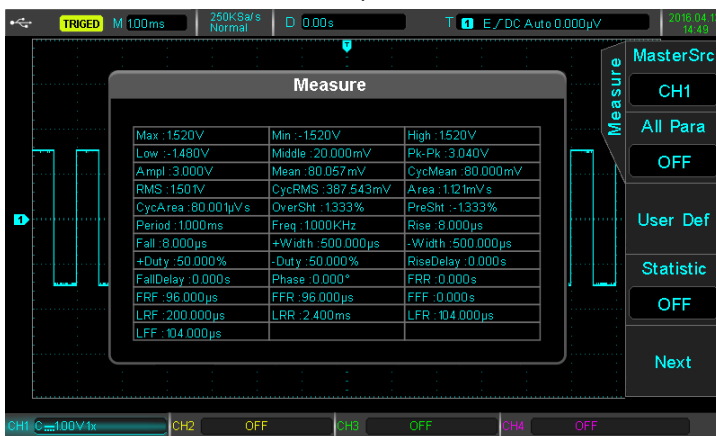 TRIGED M 1.00ms 250KSa/s Normal D 0.00s T 1 E DC Auto 0.000μV 2016.04.1 14:49
Measure
MasterSrc
CH1
All Para
OFF
User Def
Statistic
OFF
Next
Measure
Max : 1.520V Min : -1.520V High : 1.520V
Low : -1.480V Middle : 20.000mV Pk-Pk : 3.040V
Ampl : 3.000V Mean : 80.057mV CycMean : 80.000mV
RMS : 1.501V CycRMS : 387.543mV Area : 1.121mVs
CycArea : 80.001μVs OverSht : 1.333% PreSht : -1.333%
Period : 1.000ms Freq : 1.000KHz Rise : 8.000μs
Fall : 8.000μs +Width : 500.000μs -Width : 500.000μs
+Duty : 50.000% -Duty : 50.000% RiseDelay : 0.000s
FallDelay : 0.000s Phase : 0.000° FRR : 0.000s
FRF : 96.000μs FFR : 96.000μs FFF : 0.000s
LRF : 200.000μs LRR : 2.400ms LFR : 104.000μs
LFF : 104.000μs
1
CH1 C 1.00V 1x CH2 OFF CH3 OFF CH4 OFF